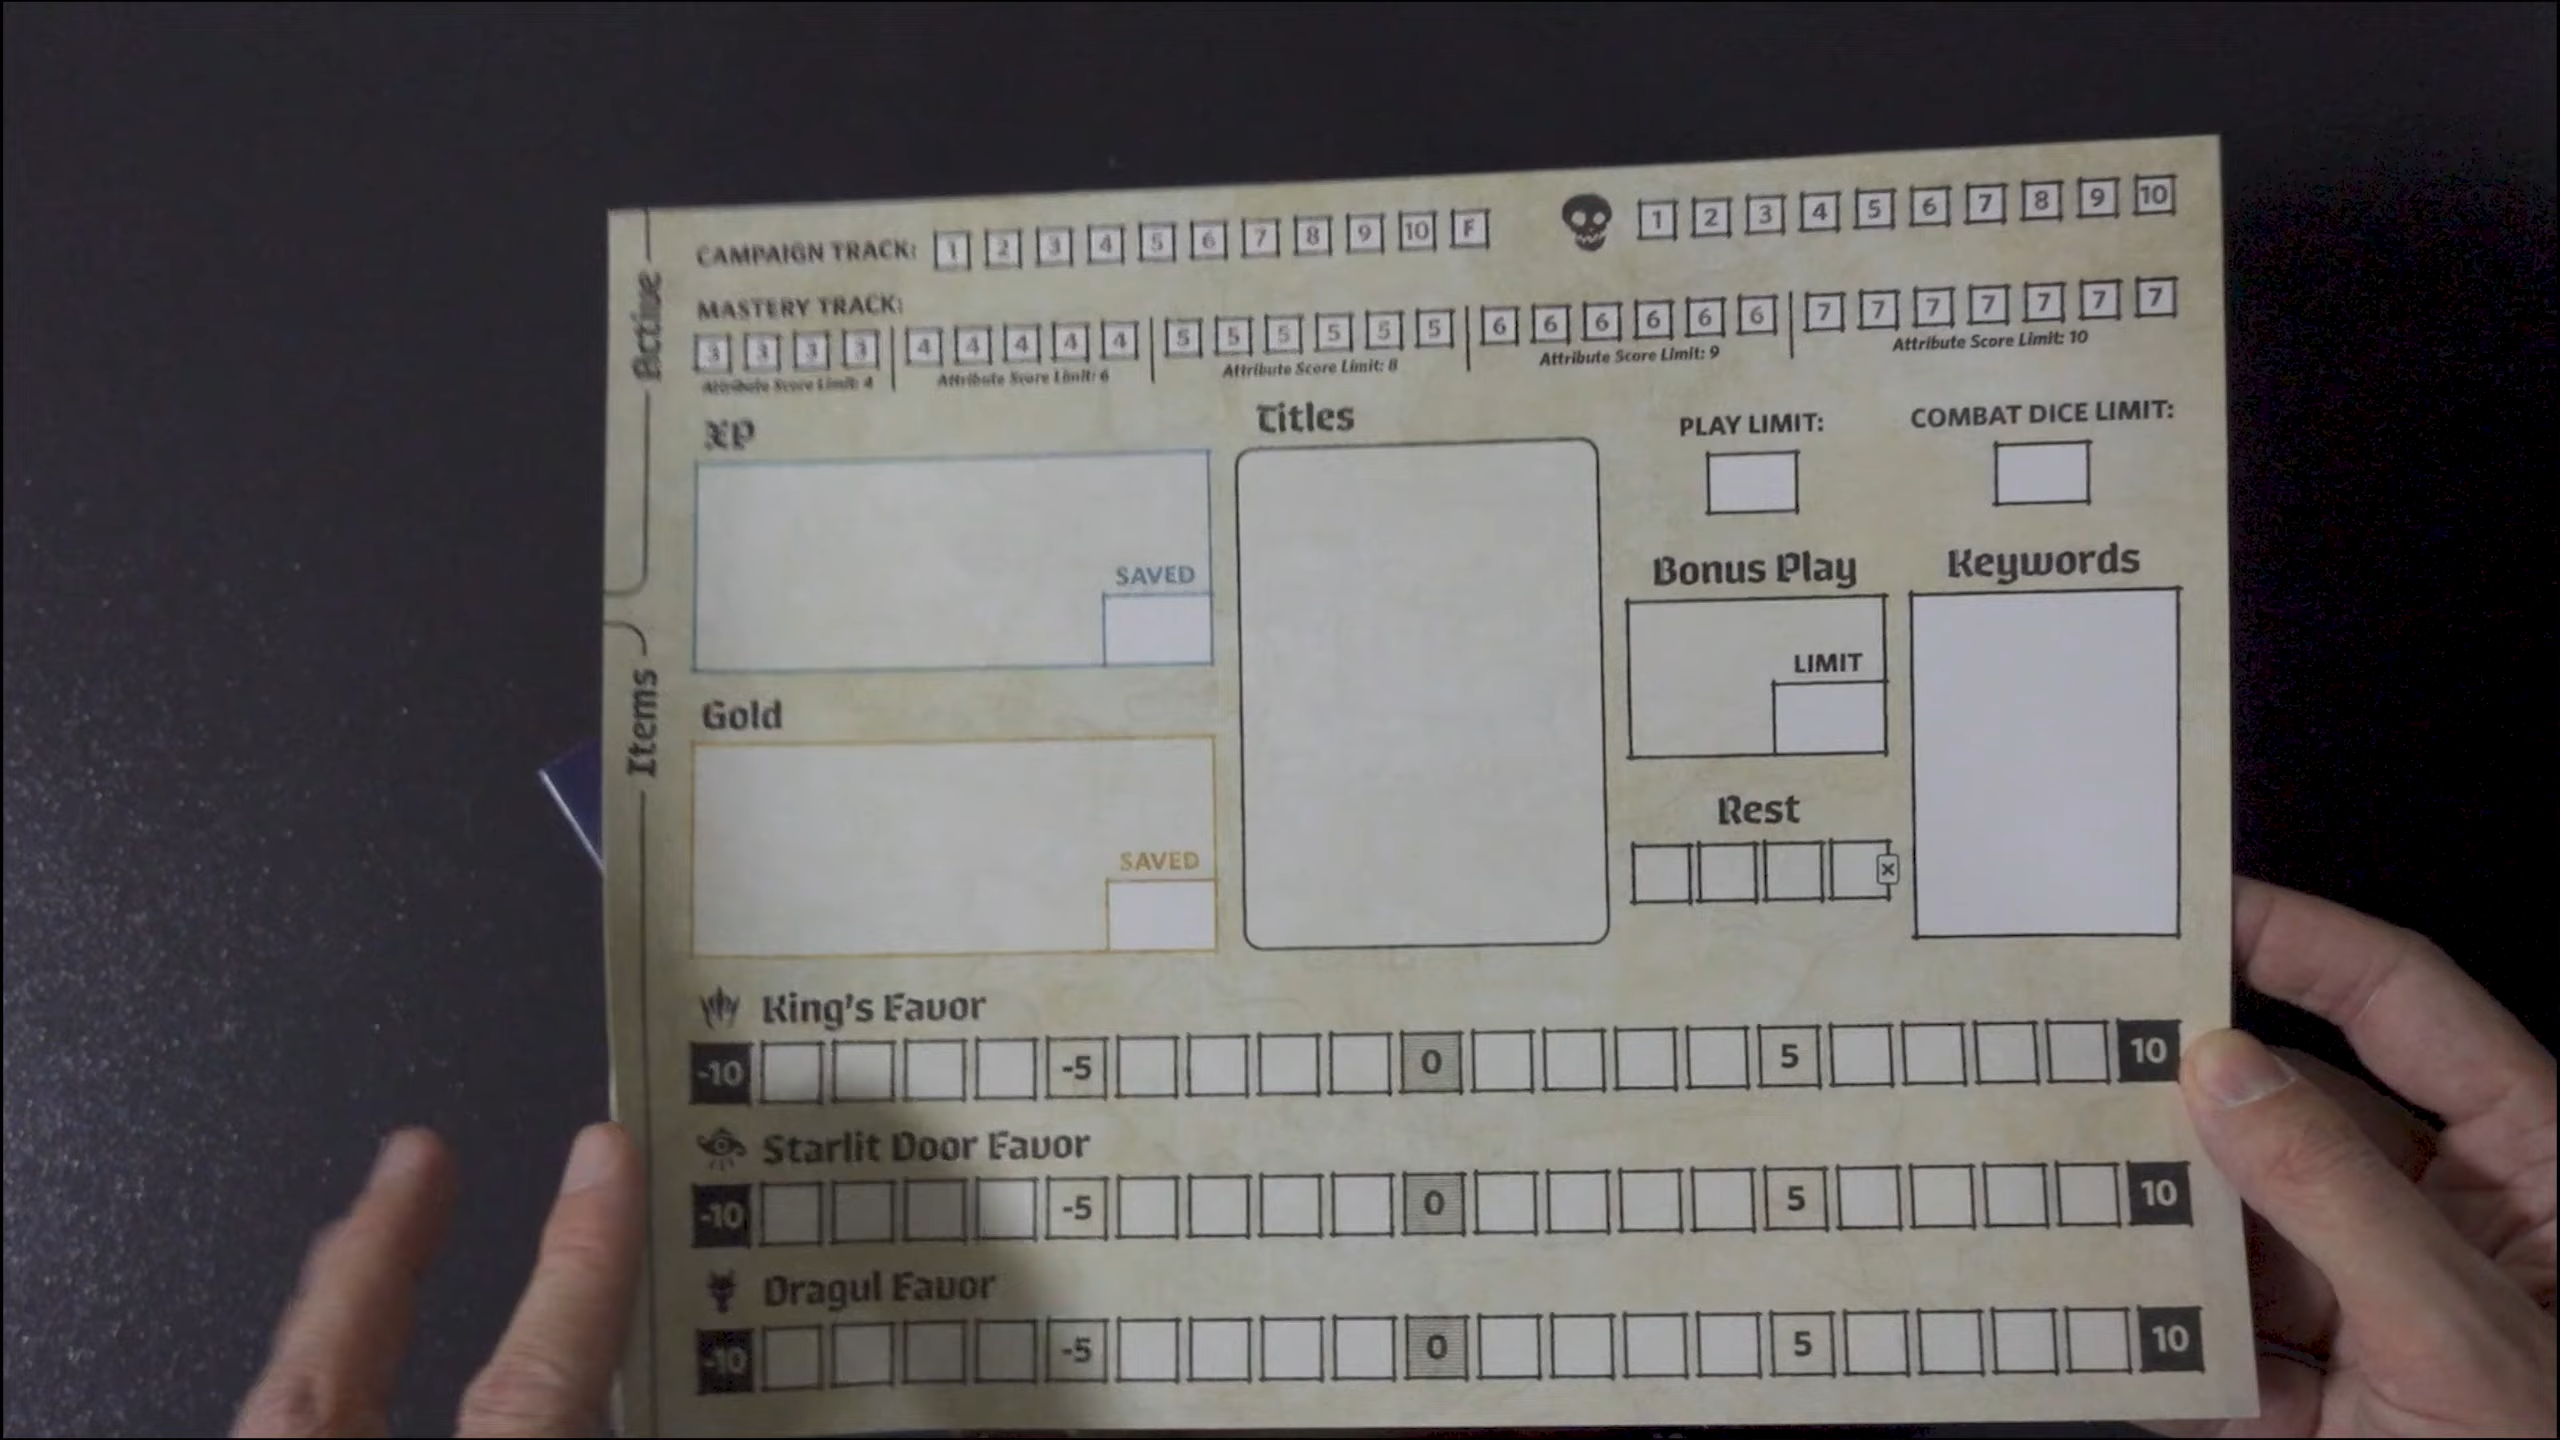 CAMPAIGN TRACK: 1 2 3 4 5 6 7 8 9 10 F
1 2 3 4 5 6 7 8 9 10
MASTERY TRACK:
3 3 3 3 4 4 4 4 4 5 5 5 5 5 5 6 6 6 6 6 6 7 7 7 7 7 7 7
Attribute Score Limit: 4 Attribute Score Limit: 6 Attribute Score Limit: 8 Attribute Score Limit: 9 Attribute Score Limit: 10
Active
Items
XP
SAVED
Gold
SAVED
Titles
PLAY LIMIT:
COMBAT DICE LIMIT:
Bonus Play
LIMIT
Keywords
Rest
King's Favor
-10 -5 0 5 10
Starlit Door Favor
-10 -5 0 5 10
Dragul Favor
-10 -5 0 5 10